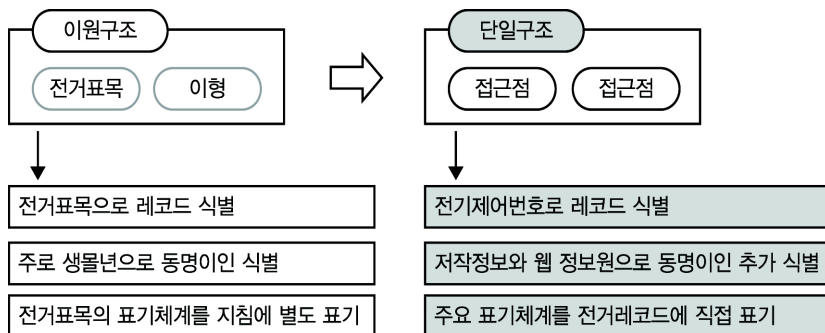 이원구조
전거표목
이형
전거표목으로 레코드 식별
주로 생몰년으로 동명이인 식별
전거표목의 표기체계를 지침에 별도 표기
단일구조
접근점
접근점
전기제어번호로 레코드 식별
저작정보와 웹 정보원으로 동명이인 추가 식별
주요 표기체계를 전거레코드에 직접 표기